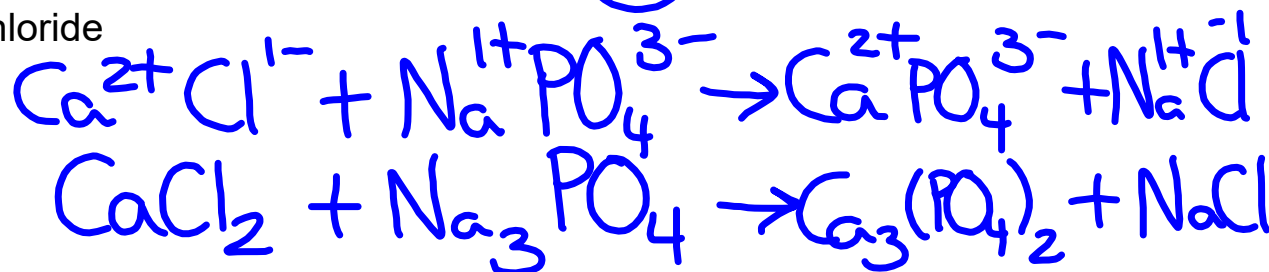 hloride
Ca²⁺Cl¹⁻ + Na¹⁺PO₄³⁻ → Ca²⁺PO₄³⁻ + Na¹⁺Cl⁻¹
CaCl₂ + Na₃PO₄ → Ca₃(PO₄)₂ + NaCl